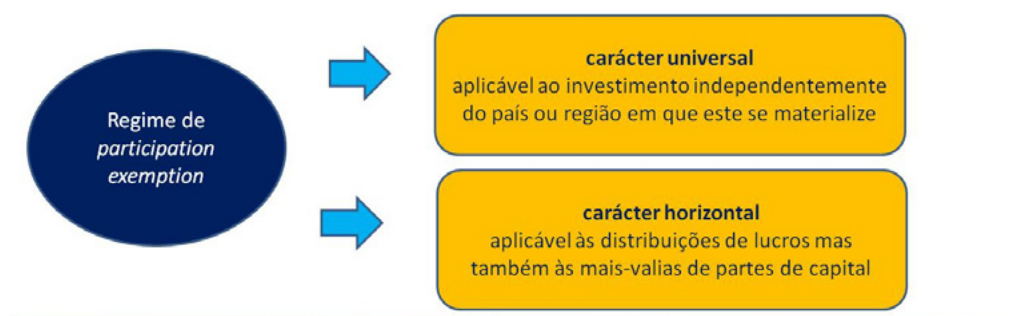 Regime de
participation
exemption
carácter universal
aplicável ao investimento independentemente
do país ou região em que este se materialize
carácter horizontal
aplicável às distribuições de lucros mas
também às mais-valias de partes de capital